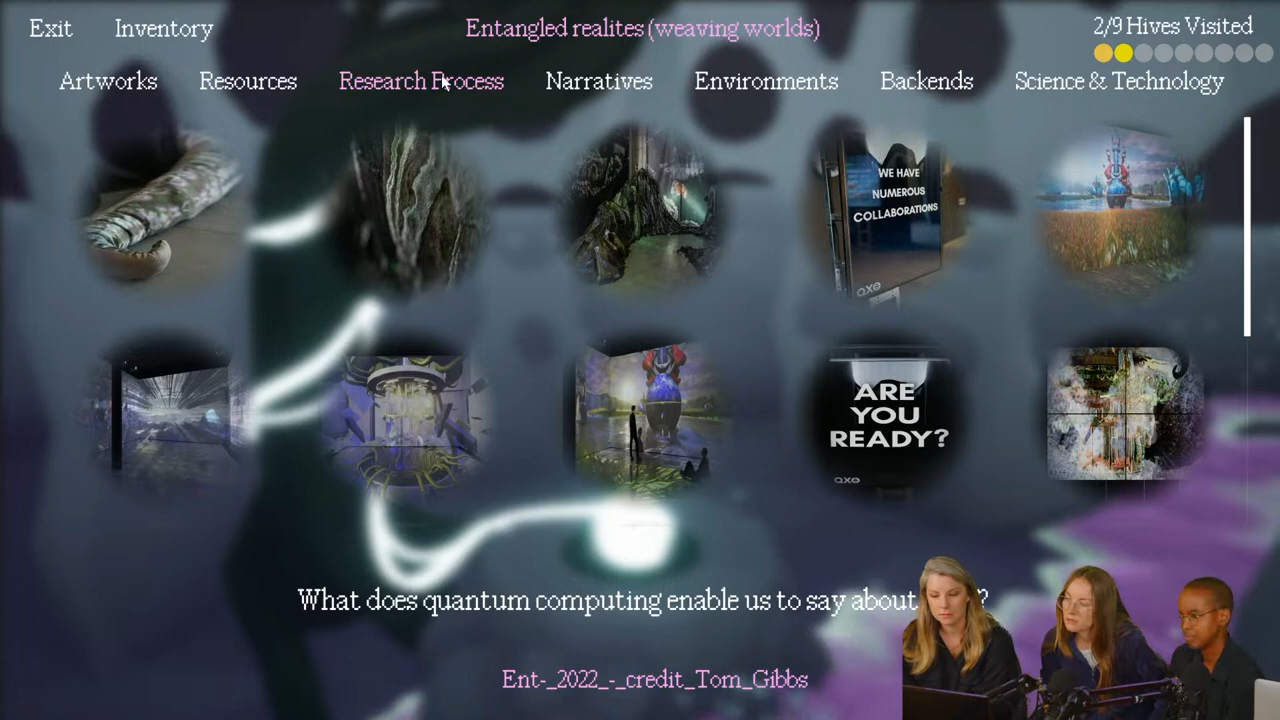 Exit
Inventory
Entangled realites (weaving worlds)
2/9 Hives Visited
Artworks
Resources
Research Process
Narratives
Environments
Backends
Science & Technology
WE HAVE
NUMEROUS
COLLABORATIONS
QXO
ARE
YOU
READY?
QXO
What does quantum computing enable us to say about ?
Ent-_2022_-_credit_Tom_Gibbs